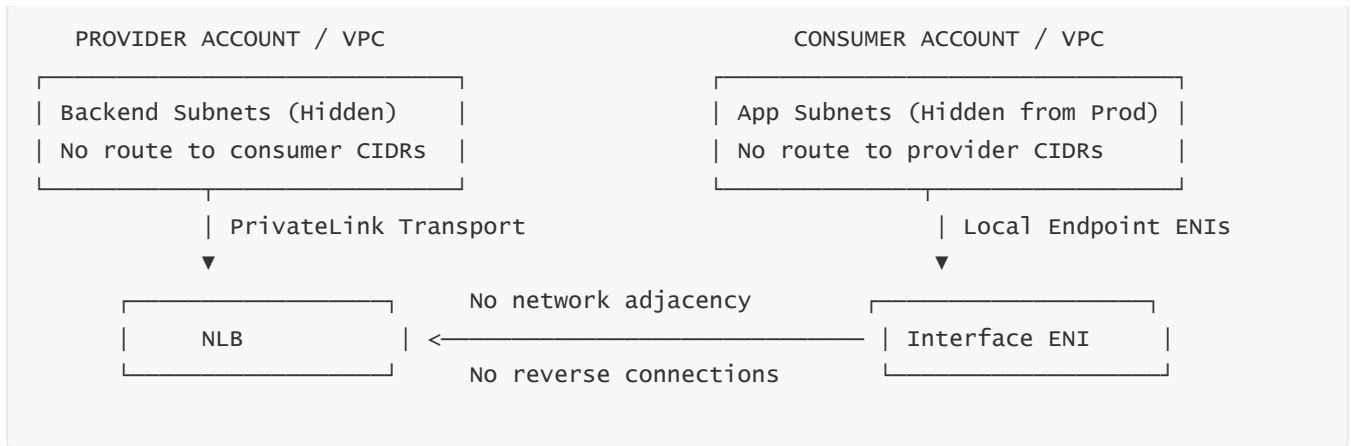 PROVIDER ACCOUNT / VPC CONSUMER ACCOUNT / VPC
Backend Subnets (Hidden) App Subnets (Hidden from Prod)
No route to consumer CIDRs No route to provider CIDRs
PrivateLink Transport Local Endpoint ENIs
No network adjacency
NLB Interface ENI
No reverse connections